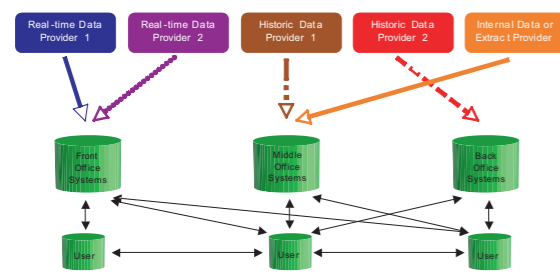 Real-time Data
Provider 1
Real-time Data
Provider 2
Historic Data
Provider 1
Historic Data
Provider 2
Internal Data or
Extract Provider
Front
Office
Systems
Middle
Office
Systems
Back
Office
Systems
User
User
User